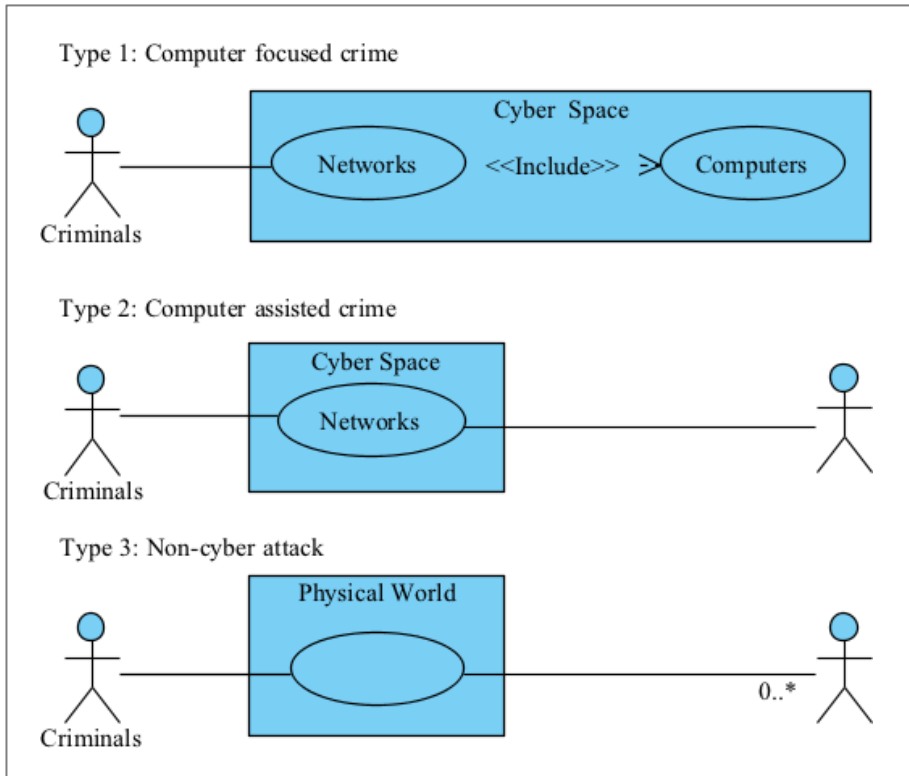 Type 1: Computer focused crime
Cyber Space
Networks <<Include>> Computers
Criminals
Type 2: Computer assisted crime
Cyber Space
Networks
Criminals
Type 3: Non-cyber attack
Physical World
0..*
Criminals